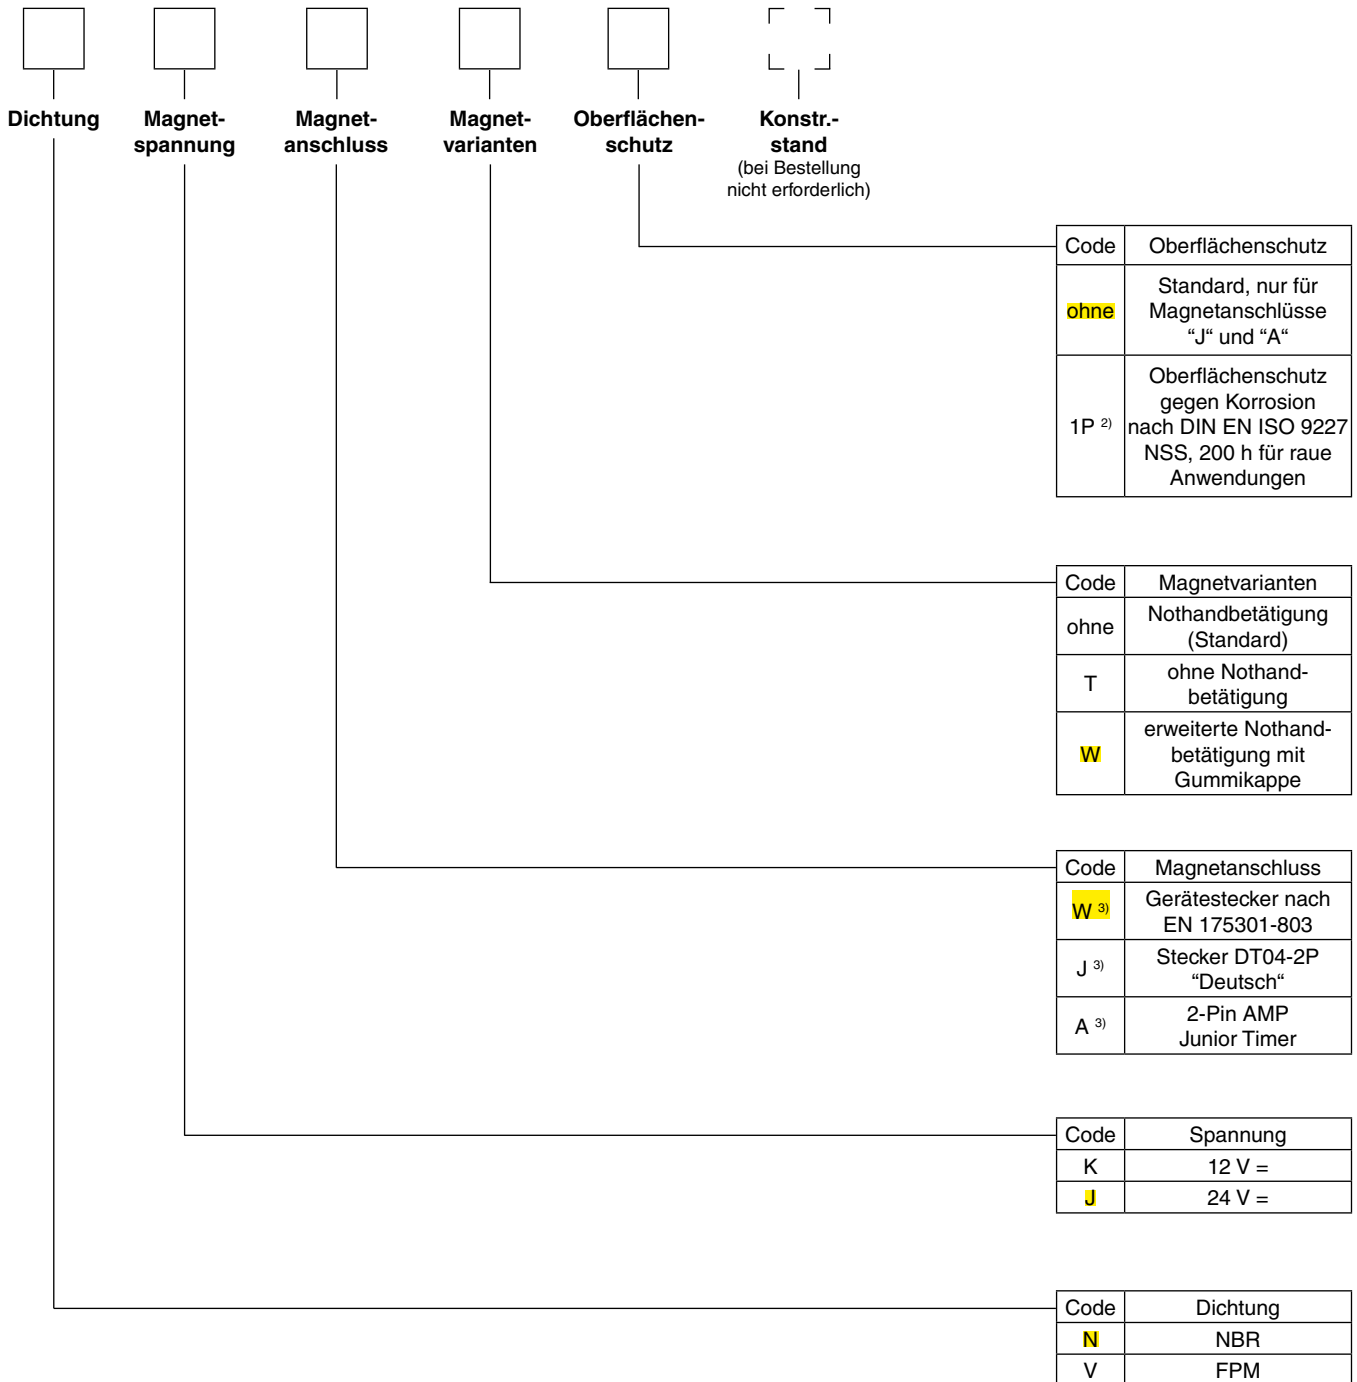 Dichtung
Magnet-
spannung
Magnet-
anschluss
Magnet-
varianten
Oberflächen-
schutz
Konstr.-
stand
(bei Bestellung
nicht erforderlich)
Code Oberflächenschutz
ohne Standard, nur für
Magnetanschlüsse
“J“ und “A“
1P 2) Oberflächenschutz
gegen Korrosion
nach DIN EN ISO 9227
NSS, 200 h für raue
Anwendungen
Code Magnetvarianten
ohne Nothandbetätigung
(Standard)
T ohne Nothand-
betätigung
W erweiterte Nothand-
betätigung mit
Gummikappe
Code Magnetanschluss
W 3) Gerätestecker nach
EN 175301-803
J 3) Stecker DT04-2P
“Deutsch“
A 3) 2-Pin AMP
Junior Timer
Code Spannung
K 12 V =
J 24 V =
Code Dichtung
N NBR
V FPM